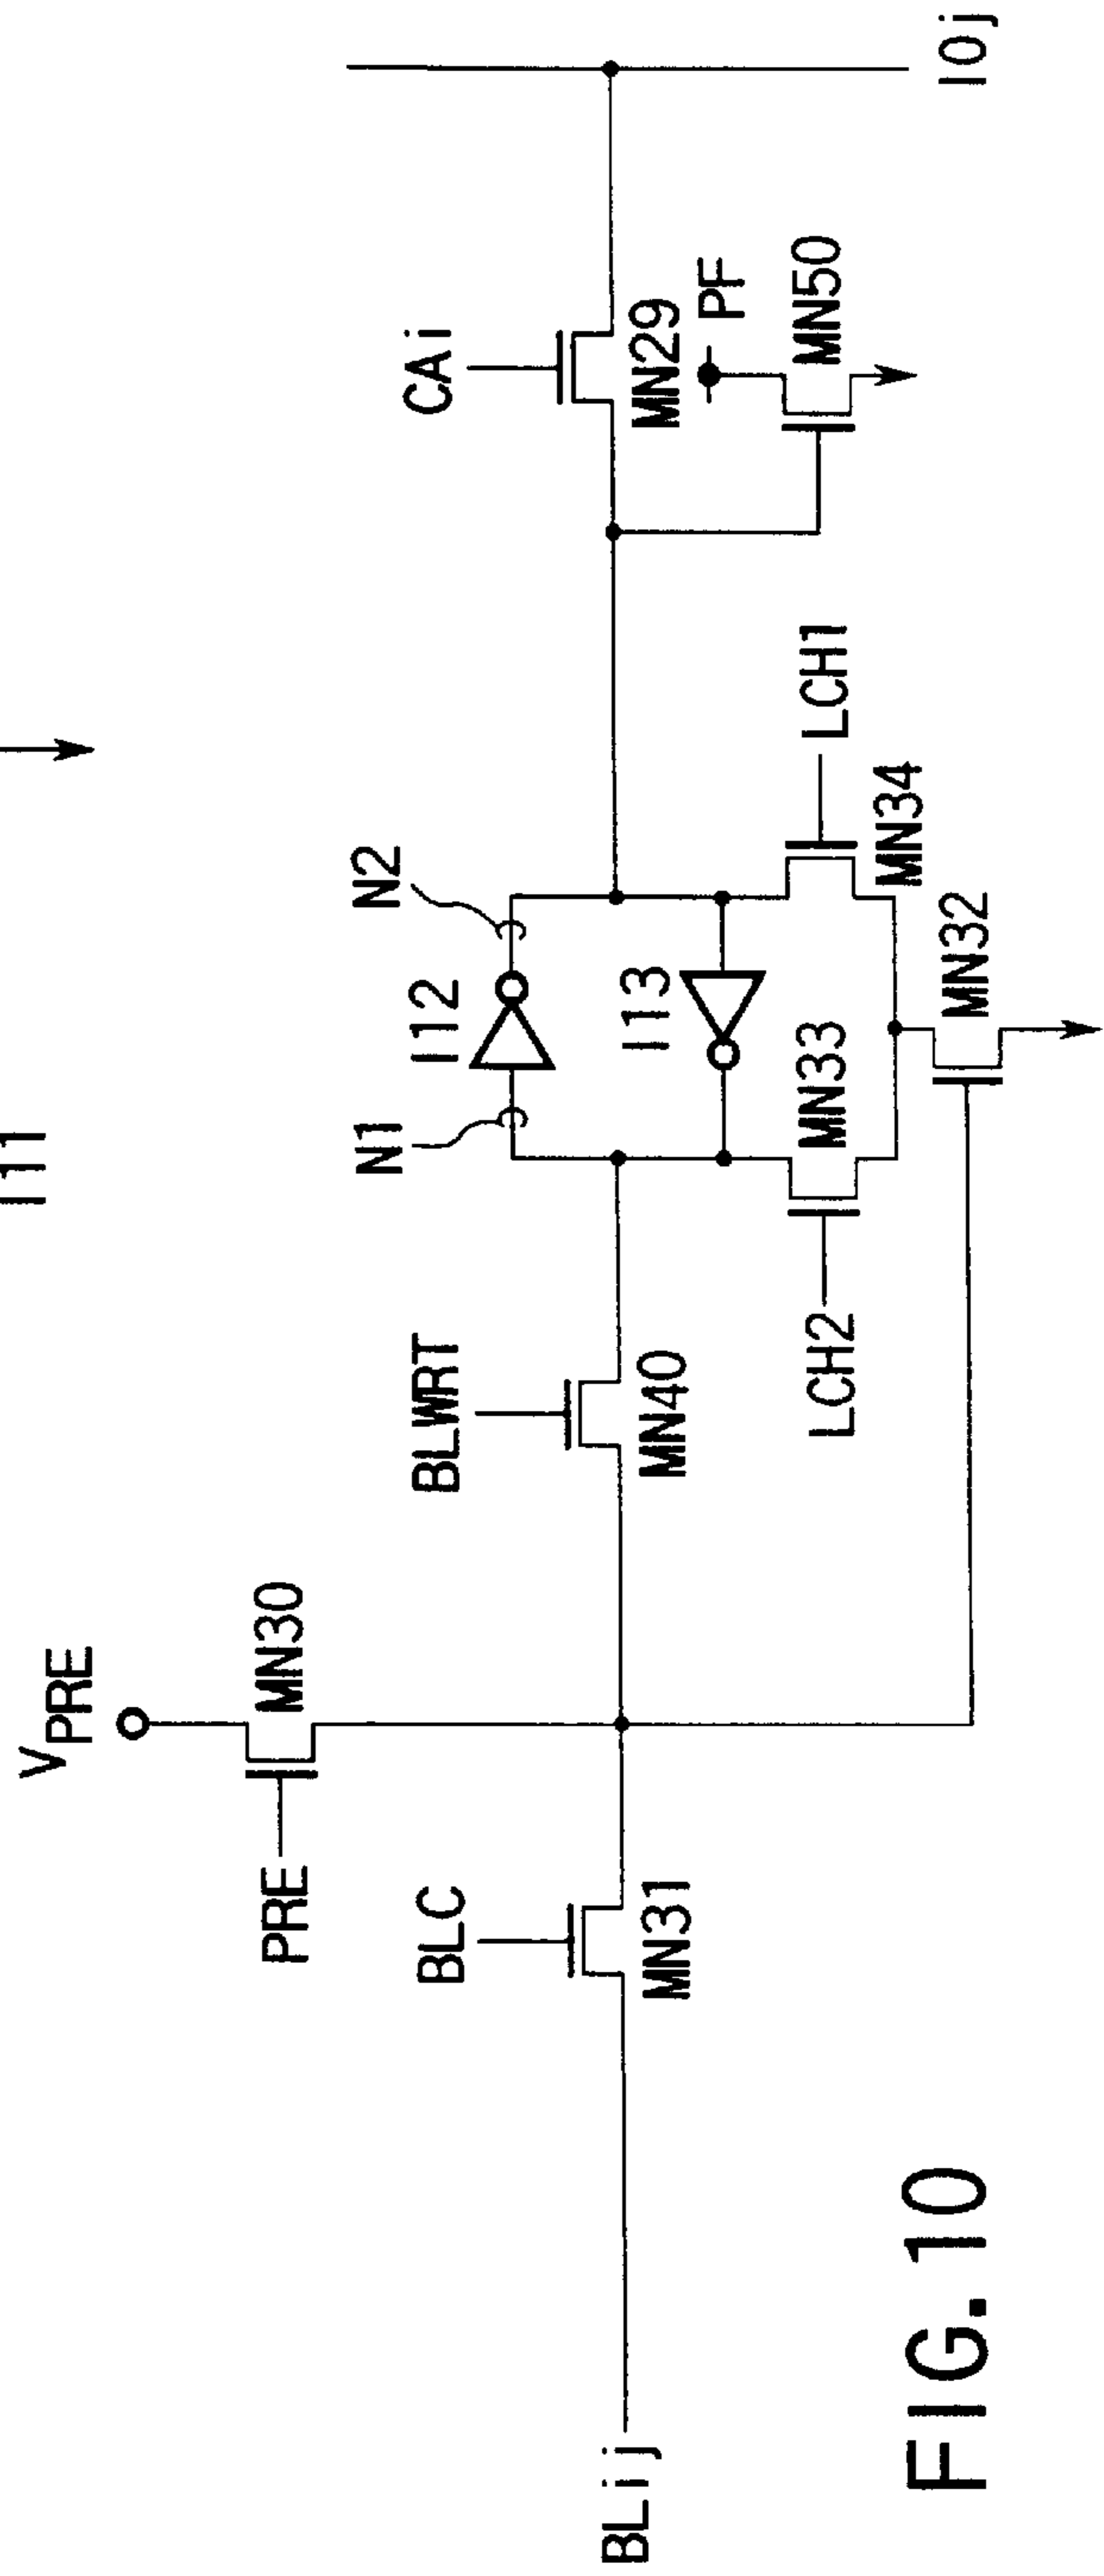 I11
VPRE
PRE
MN30
BLC
MN31
BLWRT
MN40
N1
I12
N2
I13
LCH2
MN33
MN34
LCH1
MN32
CAi
MN29
PF
MN50
IOj
BLij
FIG. 10